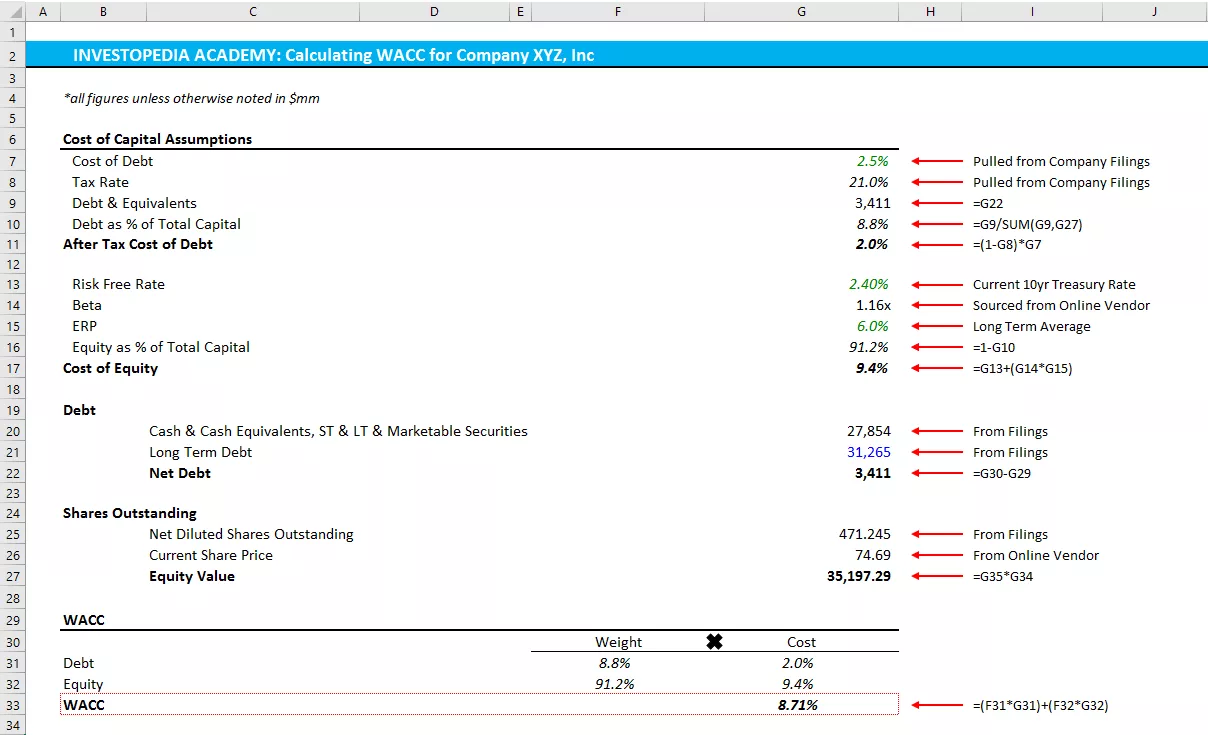 A B C D E F G H I J
1
2 INVESTOPEDIA ACADEMY: Calculating WACC for Company XYZ, Inc
3
4 *all figures unless otherwise noted in $mm
5
6 Cost of Capital Assumptions
7 Cost of Debt 2.5% Pulled from Company Filings
8 Tax Rate 21.0% Pulled from Company Filings
9 Debt & Equivalents 3,411 =G22
10 Debt as % of Total Capital 8.8% =G9/SUM(G9,G27)
11 After Tax Cost of Debt 2.0% =(1-G8)*G7
12
13 Risk Free Rate 2.40% Current 10yr Treasury Rate
14 Beta 1.16x Sourced from Online Vendor
15 ERP 6.0% Long Term Average
16 Equity as % of Total Capital 91.2% =1-G10
17 Cost of Equity 9.4% =G13+(G14*G15)
18
19 Debt
20 Cash & Cash Equivalents, ST & LT & Marketable Securities 27,854 From Filings
21 Long Term Debt 31,265 From Filings
22 Net Debt 3,411 =G30-G29
23
24 Shares Outstanding
25 Net Diluted Shares Outstanding 471.245 From Filings
26 Current Share Price 74.69 From Online Vendor
27 Equity Value 35,197.29 =G35*G34
28
29 WACC
30 Weight ✖ Cost
31 Debt 8.8% 2.0%
32 Equity 91.2% 9.4%
33 WACC 8.71% =(F31*G31)+(F32*G32)
34